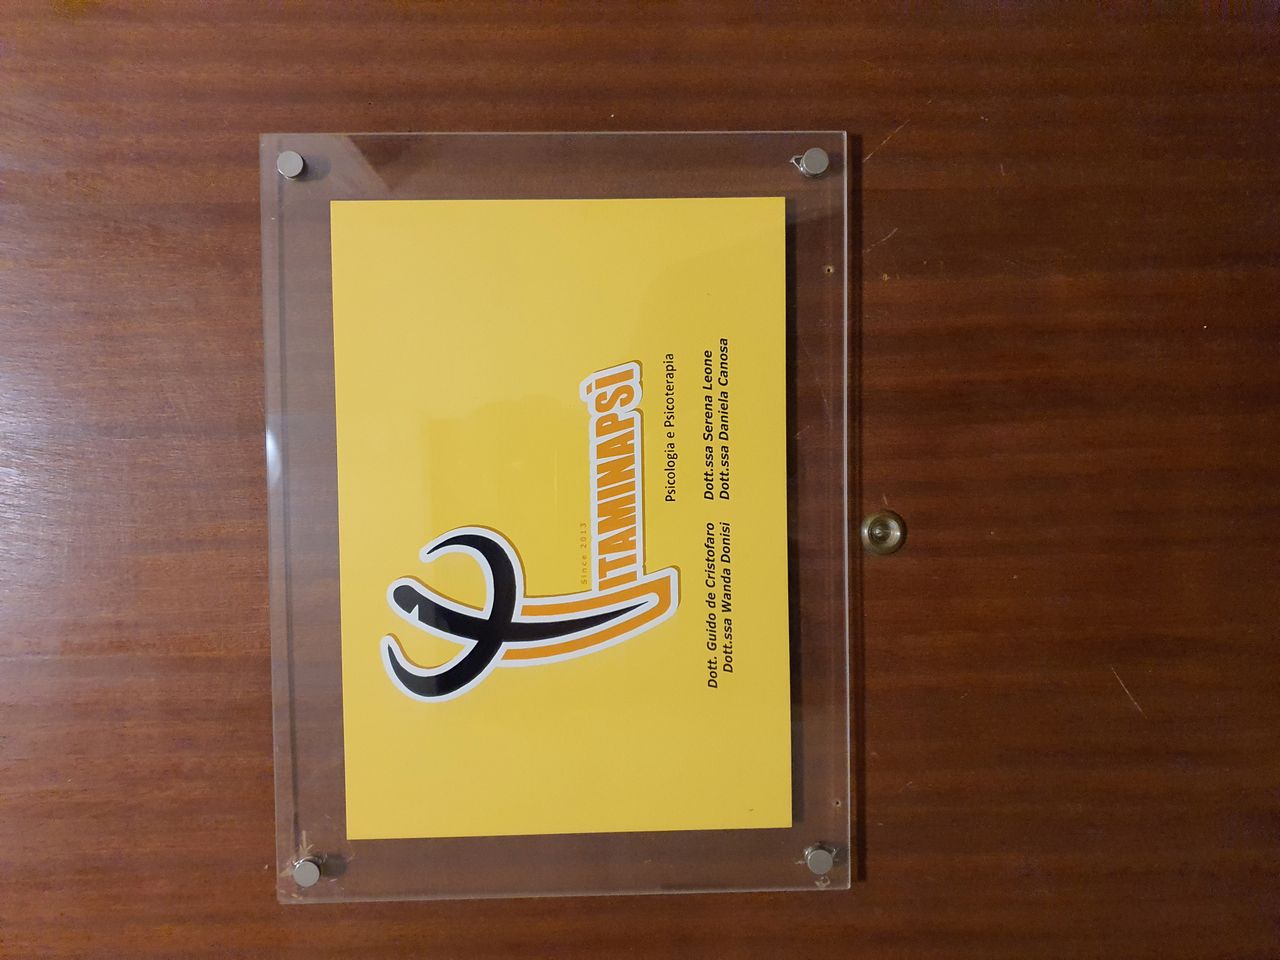 Since 2013
VITAMINAPSÌ
Psicologia e Psicoterapia
Dott. Guido de Cristofaro Dott.ssa Serena Leone
Dott.ssa Wanda Donisi Dott.ssa Daniela Canosa